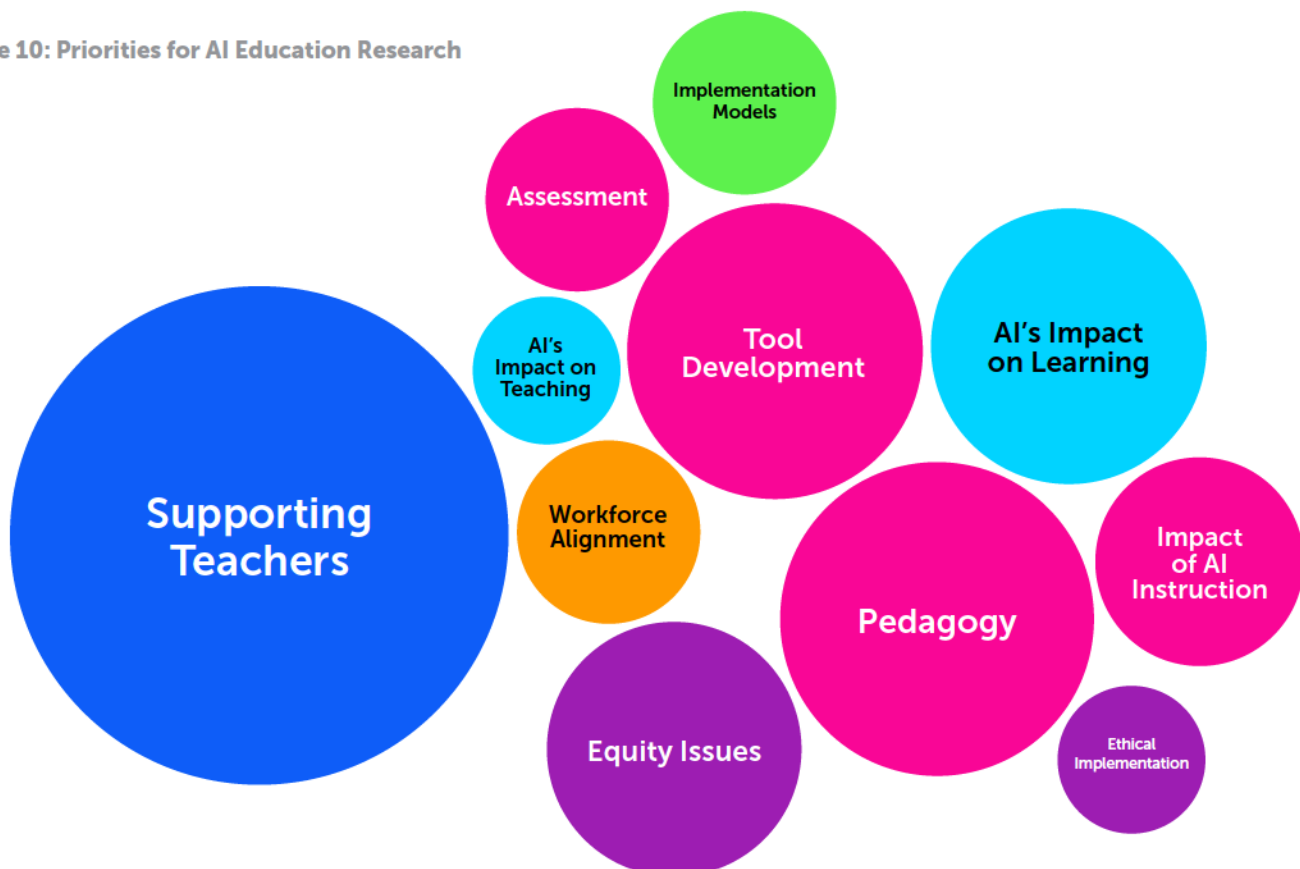 e 10: Priorities for AI Education Research
Implementation
Models
Assessment
AI's
Impact on
Teaching
Tool
Development
AI's Impact
on Learning
Supporting
Teachers
Workforce
Alignment
Impact
of AI
Instruction
Pedagogy
Equity Issues
Ethical
Implementation